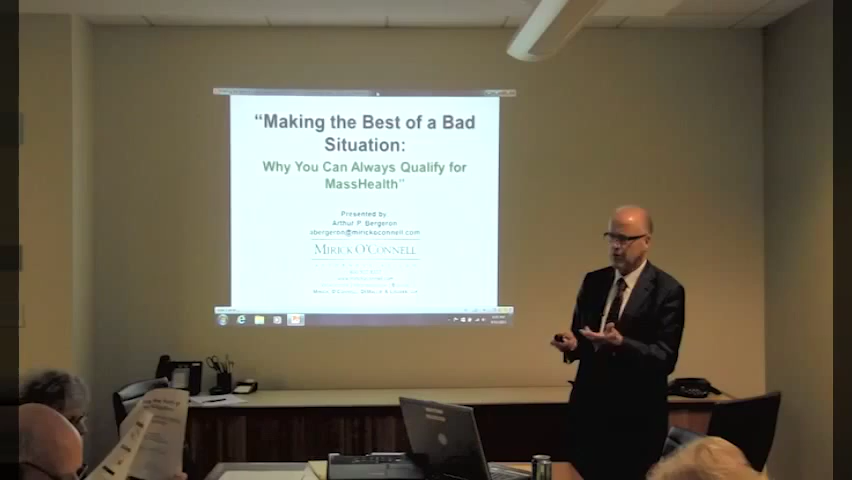 “Making the Best of a Bad
Situation:
Why You Can Always Qualify for
MassHealth”
Presented by
Arthur P. Bergeron
abergeron@mirickoconnell.com
MIRICK O'CONNELL